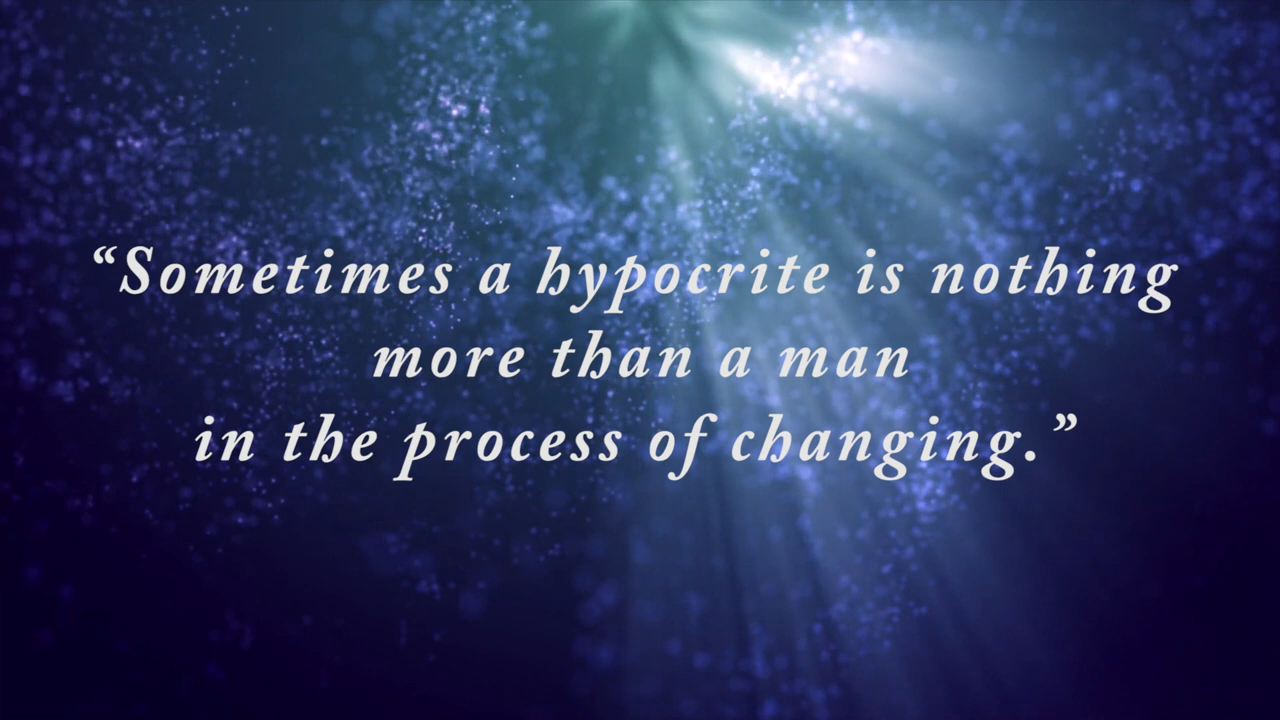 “Sometimes a hypocrite is nothing
more than a man
in the process of changing.”